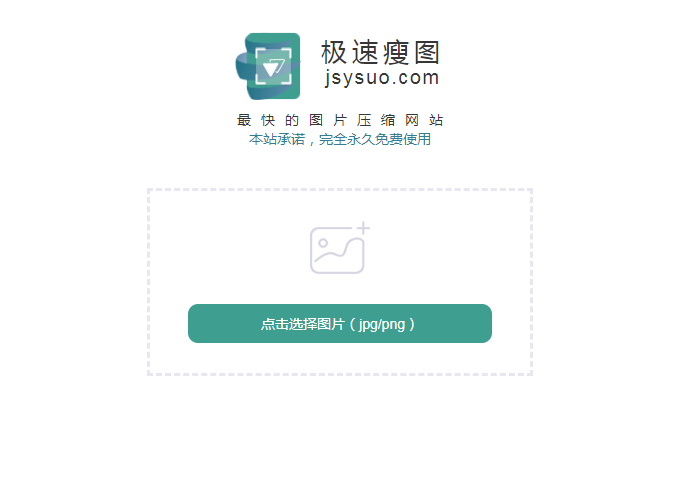 极速瘦图
jsysuo.com
最快的图片压缩网站
本站承诺，完全永久免费使用
点击选择图片（jpg/png）